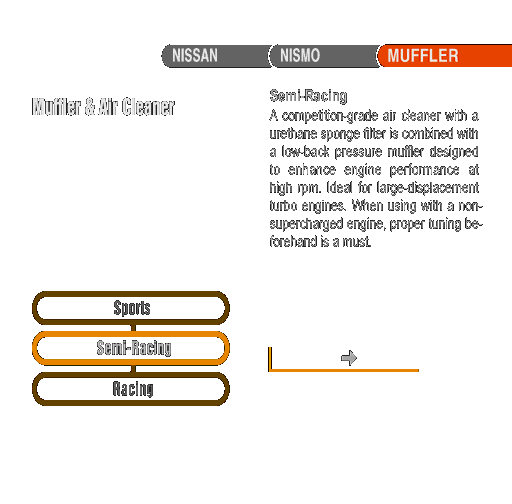 NISSAN NISMO MUFFLER
Muffler & Air Cleaner
Semi-Racing
A competition-grade air cleaner with a
urethane sponge filter is combined with
a low-back pressure muffler designed
to enhance engine performance at
high rpm. Ideal for large-displacement
turbo engines. When using with a non-
supercharged engine, proper tuning be-
forehand is a must.
Sports
Semi-Racing
Racing